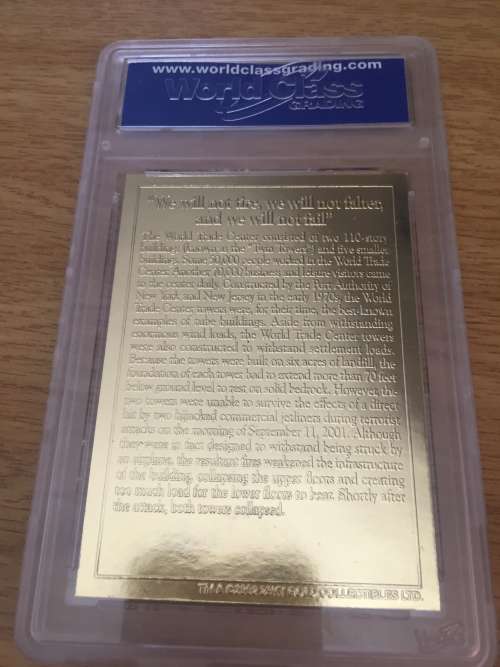 www.worldclassgrading.com
World Class
GRADING
"We will not tire, we will not falter,
and we will not fail"
The World Trade Center consisted of two 110-story
buildings (known as the "Twin Towers") and five smaller
buildings. Some 50,000 people worked in the World Trade
Center. Another 70,000 business and leisure visitors came
to the center daily. Constructed by the Port Authority of
New York and New Jersey in the early 1970s, the World
Trade Center towers were, for their time, the best-known
examples of tube buildings. Aside from withstanding
enormous wind loads, the World Trade Center towers
were also constructed to withstand settlement loads.
Because the towers were built on six acres of landfill, the
foundation of each tower had to extend more than 70 feet
below ground level to rest on solid bedrock. However, the
two towers were unable to survive the effects of a direct
hit by two hijacked commercial jetliners during terrorist
attacks on the morning of September 11, 2001. Although
they were in fact designed to withstand being struck by
an airplane, the resultant fires weakened the infrastructure
of the building, collapsing the upper floors and creating
too much load for the lower floors to bear. Shortly after
the attack, both towers collapsed.
GOLD COLLECTIBLES LTD.